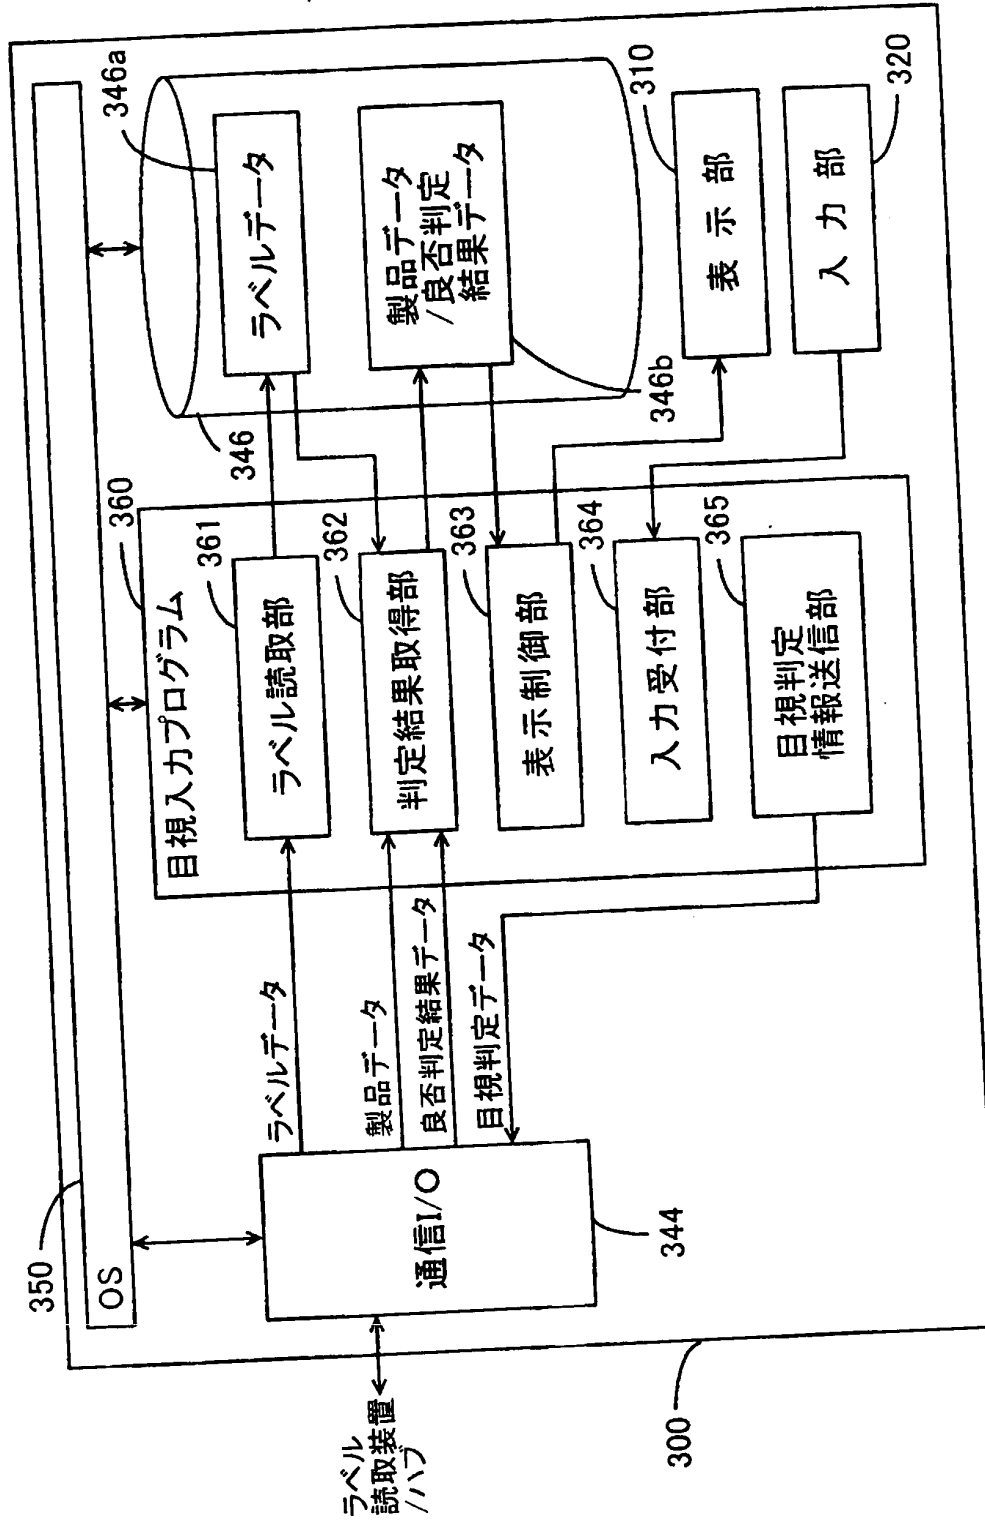 350
OS
360
目視入力プログラム
361
ラベル読取部
362
判定結果取得部
363
表示制御部
364
入力受付部
365
目視判定
情報送信部
346
346a
ラベルデータ
製品データ
/良否判定
結果データ
346b
310
表示部
320
入力部
ラベルデータ
製品データ
良否判定結果データ
目視判定データ
通信I/O
344
ラベル
読取装置
/ハブ
300